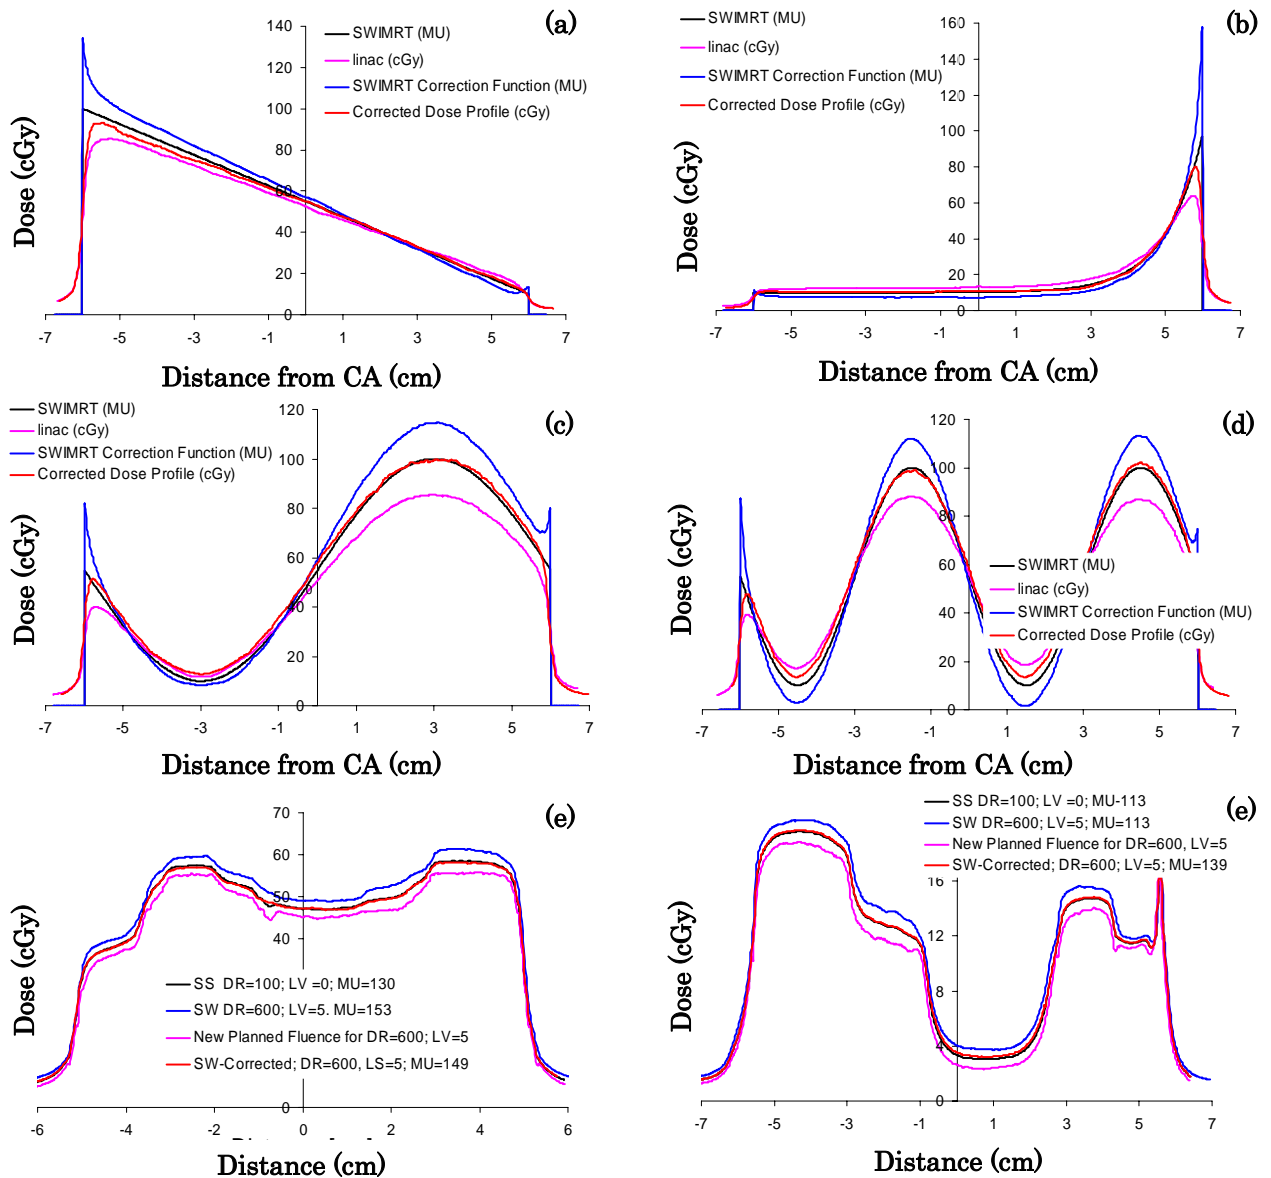 (a)
140
120
100
80
60
40
20
0
SWIMRT (MU)
linac (cGy)
SWIMRT Correction Function (MU)
Corrected Dose Profile (cGy)
Dose (cGy)
-7 -5 -3 -1 1 3 5 7
Distance from CA (cm)
(b)
160
140
120
100
80
60
40
20
0
SWIMRT (MU)
linac (cGy)
SWIMRT Correction Function (MU)
Corrected Dose Profile (cGy)
Dose (cGy)
-7 -5 -3 -1 1 3 5 7
Distance from CA (cm)
(c)
SWIMRT (MU)
linac (cGy)
SWIMRT Correction Function (MU)
Corrected Dose Profile (cGy)
120
100
80
60
40
20
0
Dose (cGy)
-7 -5 -3 -1 1 3 5 7
Distance from CA (cm)
(d)
120
100
80
60
40
20
0
SWIMRT (MU)
linac (cGy)
SWIMRT Correction Function (MU)
Corrected Dose Profile (cGy)
Dose (cGy)
-7 -5 -3 -1 1 3 5 7
Distance from CA (cm)
(e)
70
60
50
40
0
SS DR=100; LV =0; MU=130
SW DR=600; LV=5. MU=153
New Planned Fluence for DR=600; LV=5
SW-Corrected; DR=600, LS=5; MU=149
Dose (cGy)
-6 -4 -2 0 2 4 6
Distance (cm)
(e)
SS DR=100; LV =0; MU-113
SW DR=600; LV=5; MU=113
New Planned Fluence for DR=600, LV=5
SW-Corrected; DR=600; LV=5; MU=139
16
12
8
4
0
Dose (cGy)
-7 -5 -3 -1 1 3 5 7
Distance (cm)